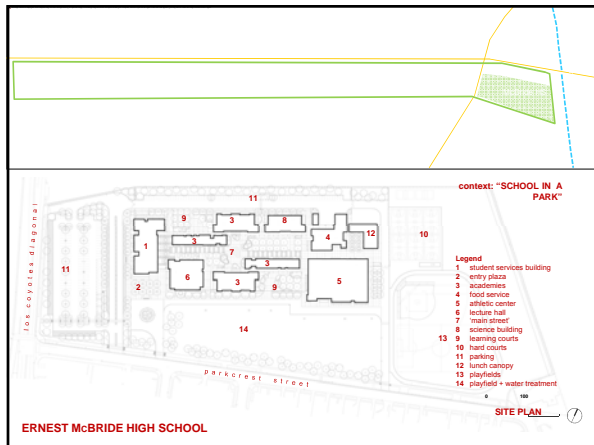 context: "SCHOOL IN A
PARK"
los coyotes diagonal
11
9
3
8
1
3
4
12
10
7
3
11
6
3
9
5
2
14
13
parkcrest street
Legend
1 student services building
2 entry plaza
3 academies
4 food service
5 athletic center
6 lecture hall
7 'main street'
8 science building
9 learning courts
10 hard courts
11 parking
12 lunch canopy
13 playfields
14 playfield + water treatment
0 100
SITE PLAN
ERNEST McBRIDE HIGH SCHOOL